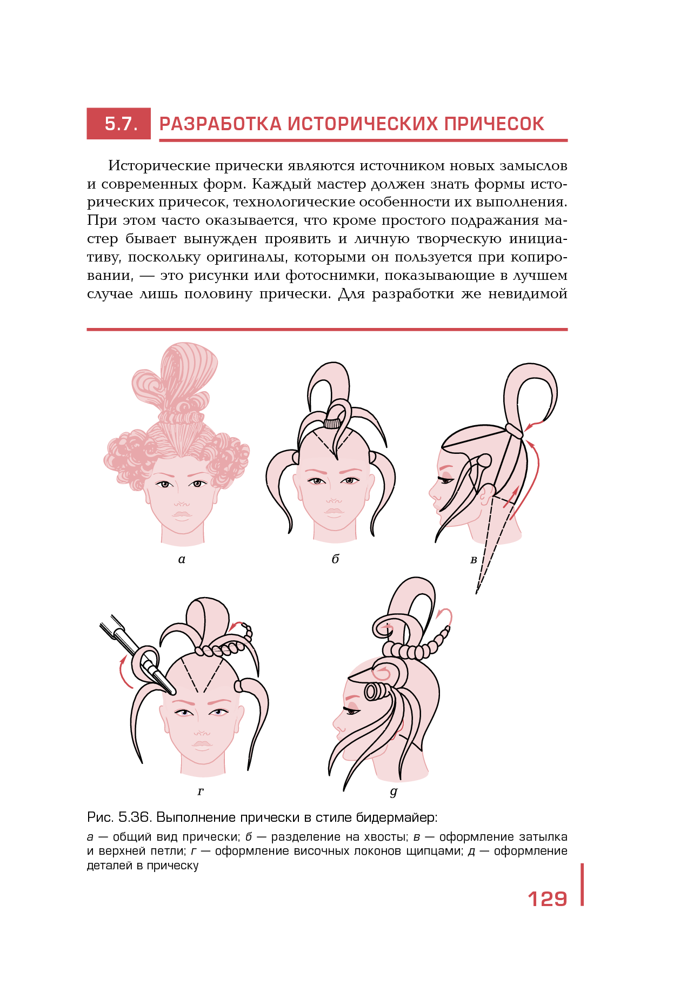 5.7. РАЗРАБОТКА ИСТОРИЧЕСКИХ ПРИЧЕСОК
Исторические прически являются источником новых замыслов
и современных форм. Каждый мастер должен знать формы исто-
рических причесок, технологические особенности их выполнения.
При этом часто оказывается, что кроме простого подражания ма-
стер бывает вынужден проявить и личную творческую инициа-
тиву, поскольку оригиналы, которыми он пользуется при копиро-
вании, — это рисунки или фотоснимки, показывающие в лучшем
случае лишь половину прически. Для разработки же невидимой
а
б
в
г
д
Рис. 5.36. Выполнение прически в стиле бидермайер:
а — общий вид прически; б — разделение на хвосты; в — оформление затылка
и верхней петли; г — оформление височных локонов щипцами; д — оформление
деталей в прическу
129